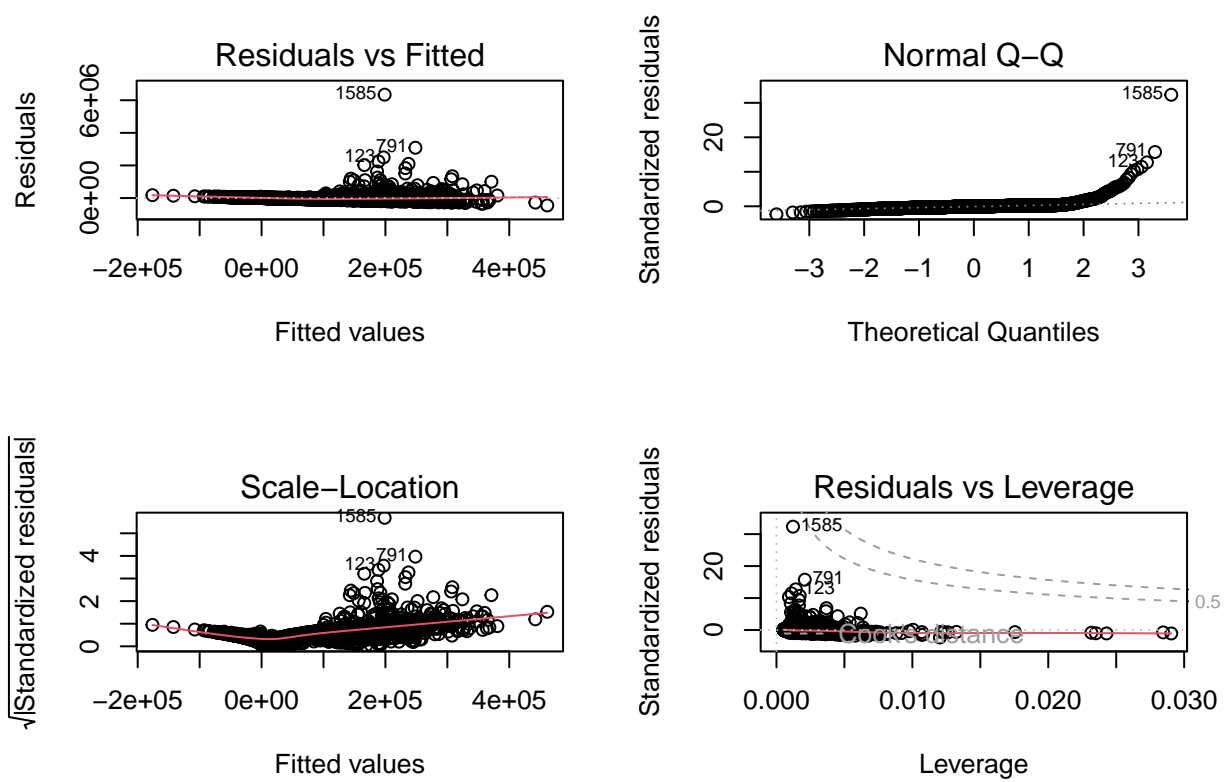 Residuals vs Fitted
Residuals
0e+00 6e+06
1585
791
123
−2e+05 0e+00 2e+05 4e+05
Fitted values
Normal Q−Q
Standardized residuals
0 20
1585
791
123
−3 −2 −1 0 1 2 3
Theoretical Quantiles
Scale−Location
√|Standardized residuals|
0 2 4
1585
791
123
−2e+05 0e+00 2e+05 4e+05
Fitted values
Residuals vs Leverage
Standardized residuals
0 20
1585
791
123
0.5
Cook's distance
0.000 0.010 0.020 0.030
Leverage